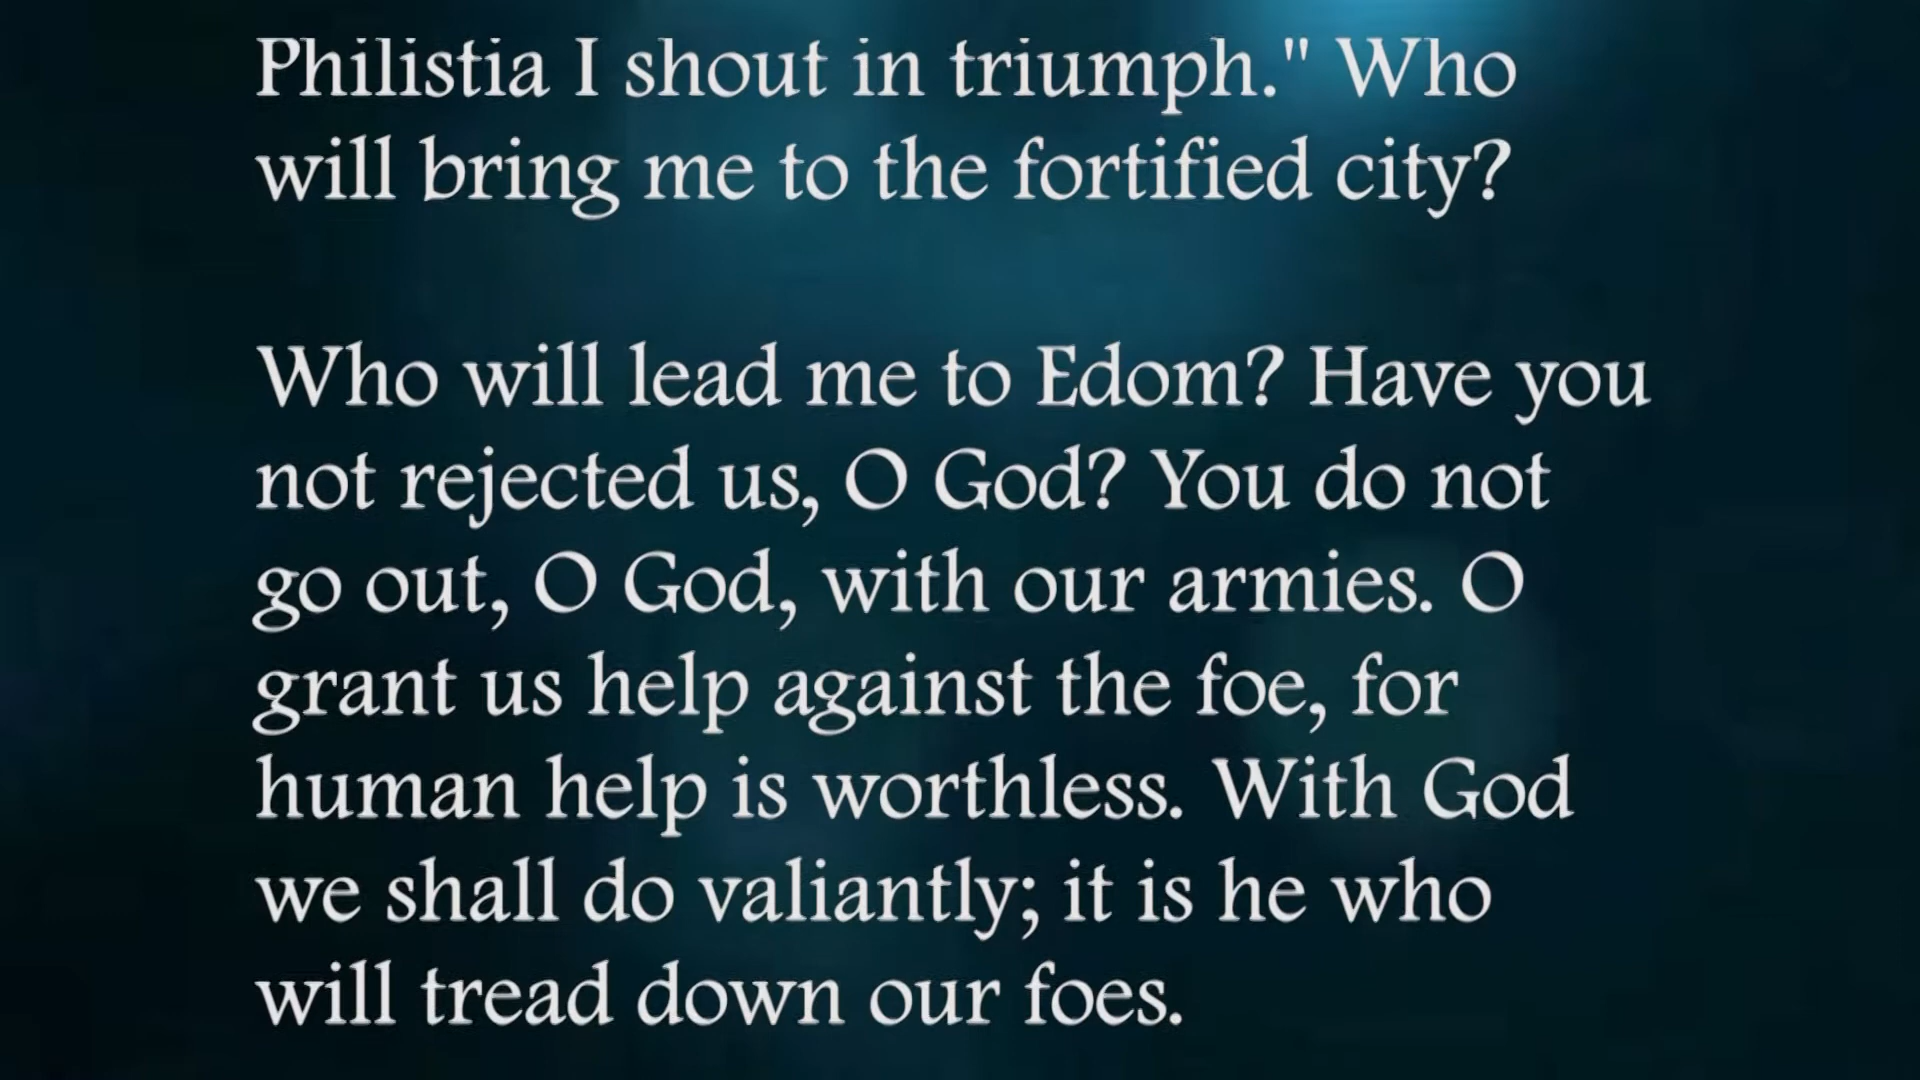 Philistia I shout in triumph." Who
will bring me to the fortified city?
Who will lead me to Edom? Have you
not rejected us, O God? You do not
go out, O God, with our armies. O
grant us help against the foe, for
human help is worthless. With God
we shall do valiantly; it is he who
will tread down our foes.